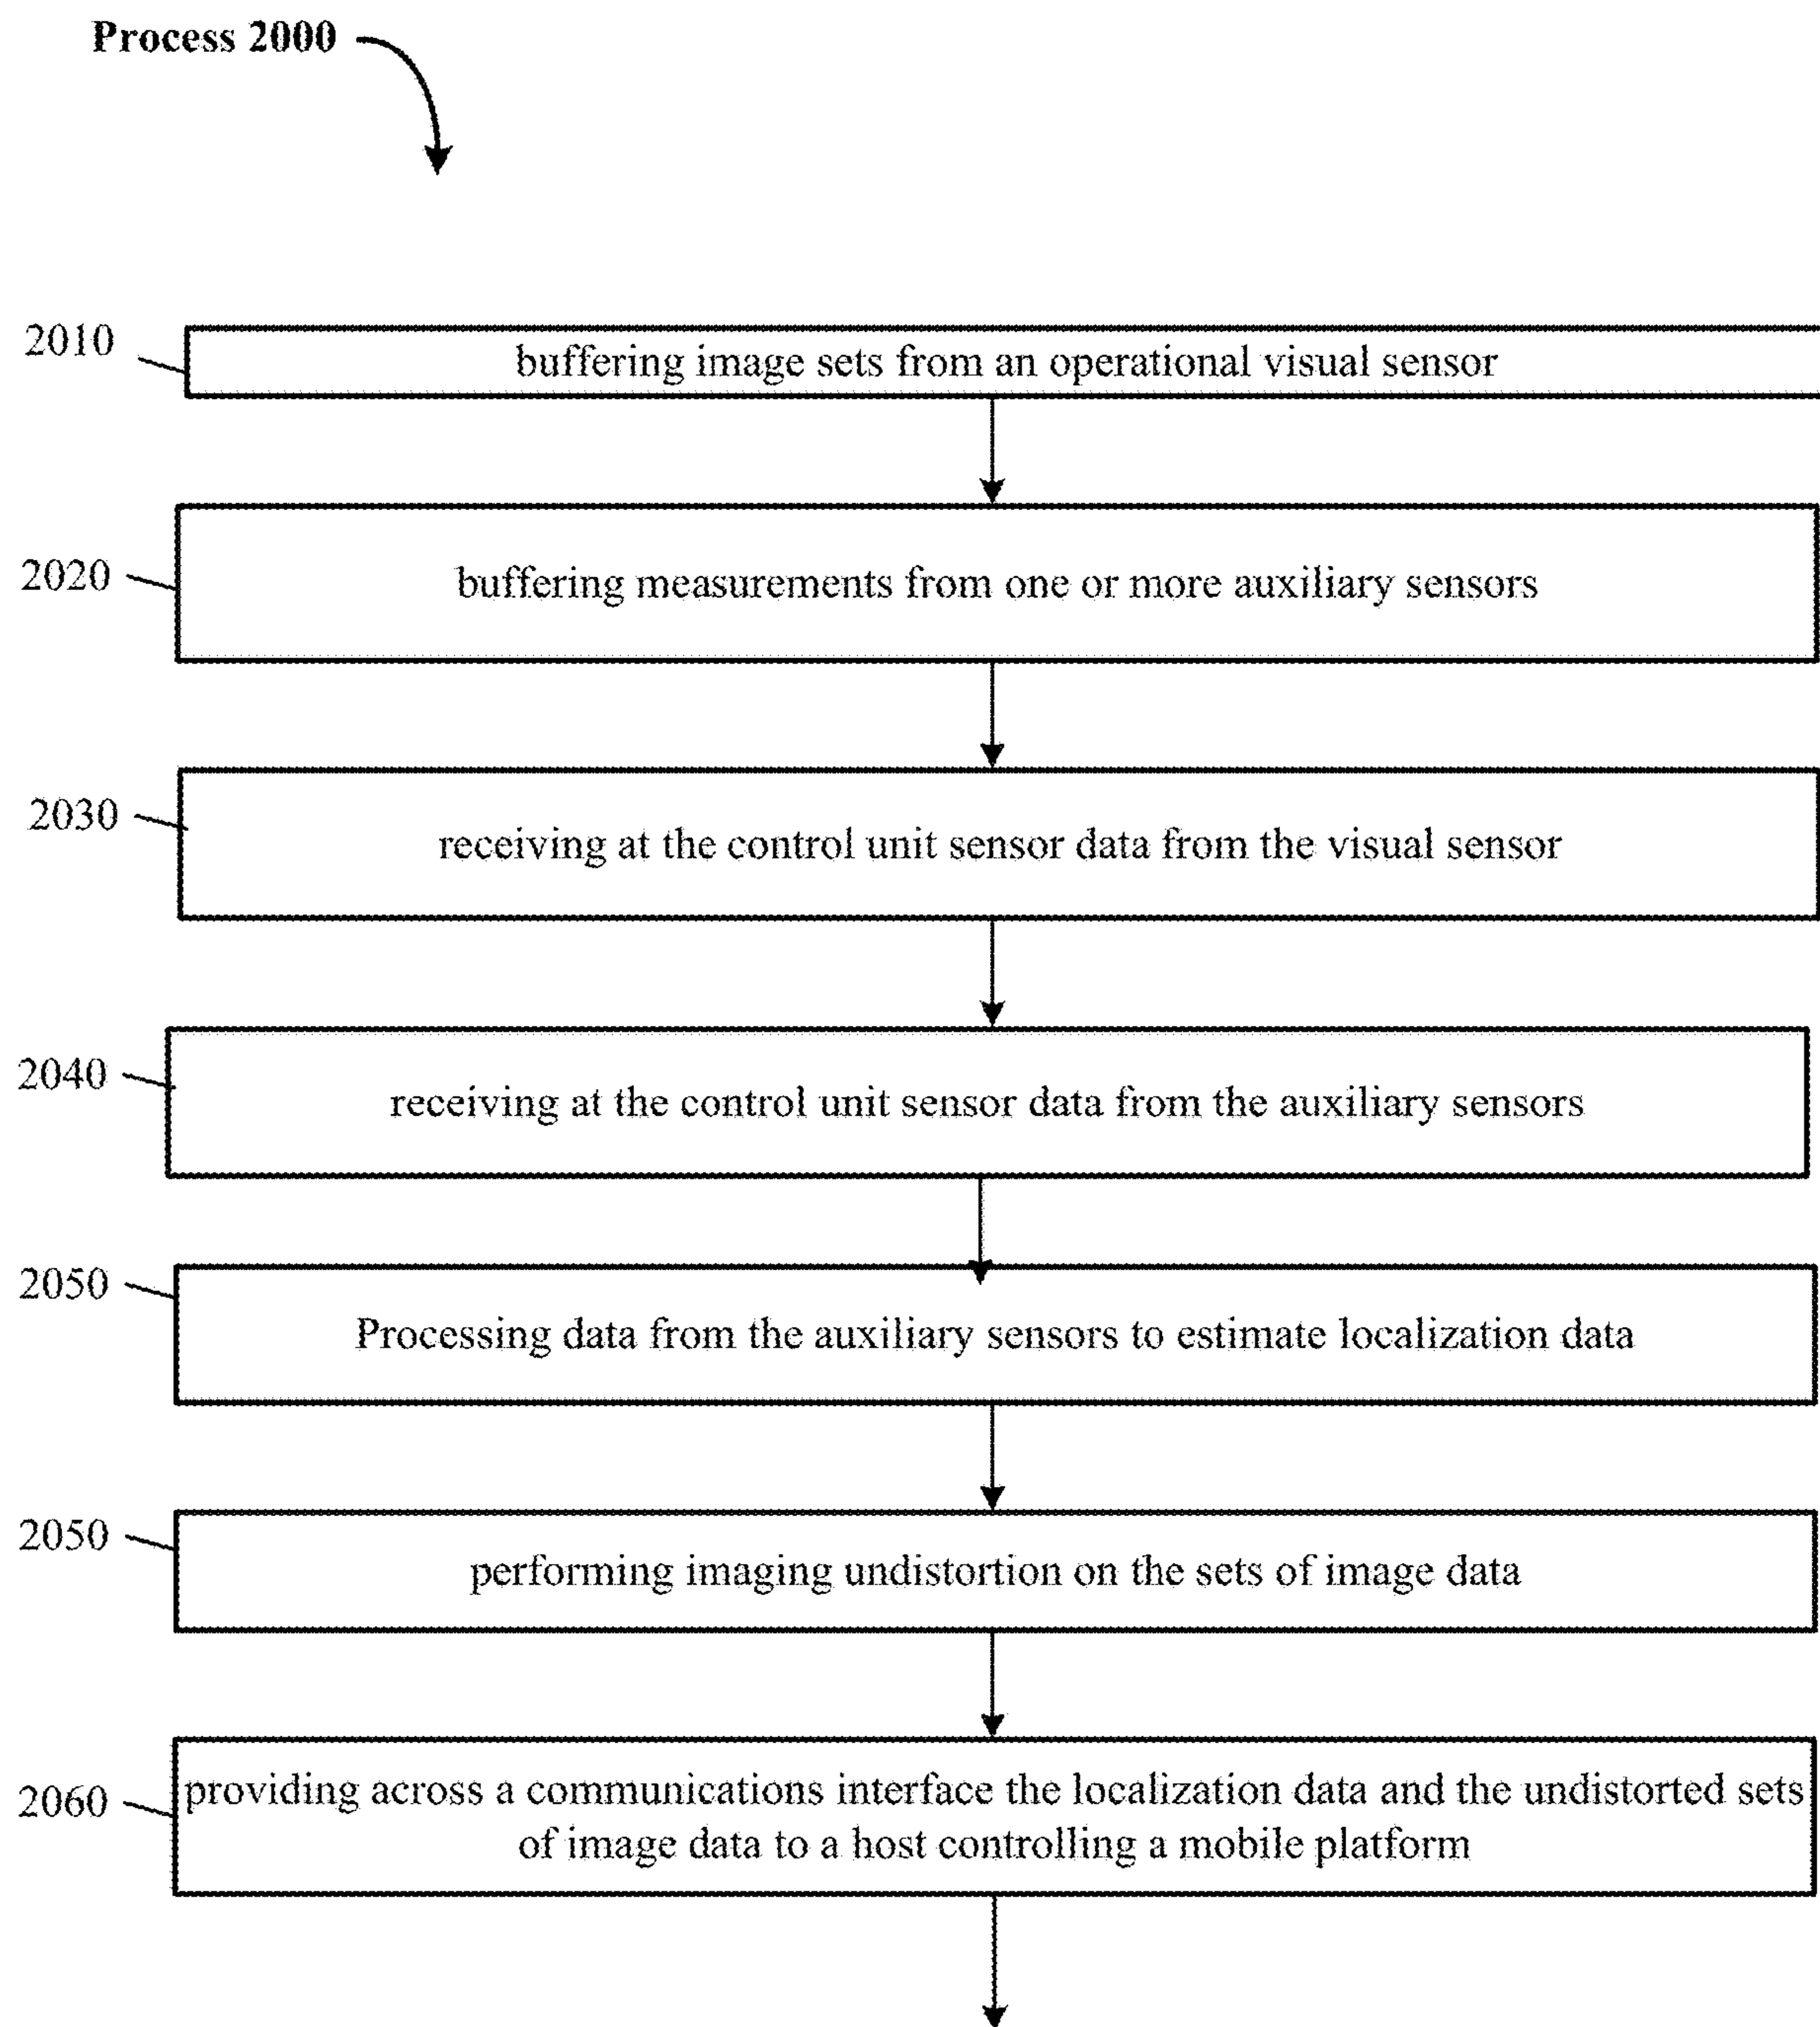 Process 2000
2010
buffering image sets from an operational visual sensor
2020
buffering measurements from one or more auxiliary sensors
2030
receiving at the control unit sensor data from the visual sensor
2040
receiving at the control unit sensor data from the auxiliary sensors
2050
Processing data from the auxiliary sensors to estimate localization data
2050
performing imaging undistortion on the sets of image data
2060
providing across a communications interface the localization data and the undistorted sets
of image data to a host controlling a mobile platform